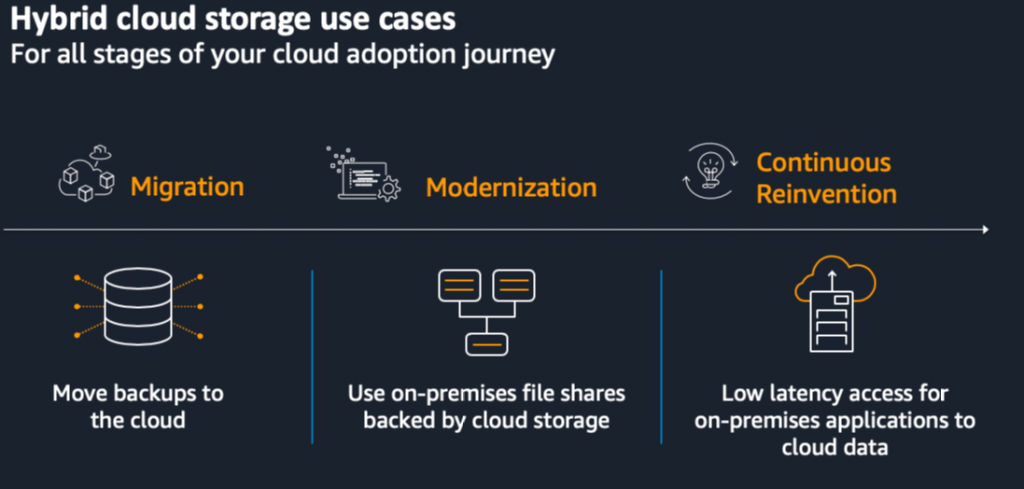 Hybrid cloud storage use cases
For all stages of your cloud adoption journey
Migration
Modernization
Continuous
Reinvention
Move backups to
the cloud
Use on-premises file shares
backed by cloud storage
Low latency access for
on-premises applications to
cloud data